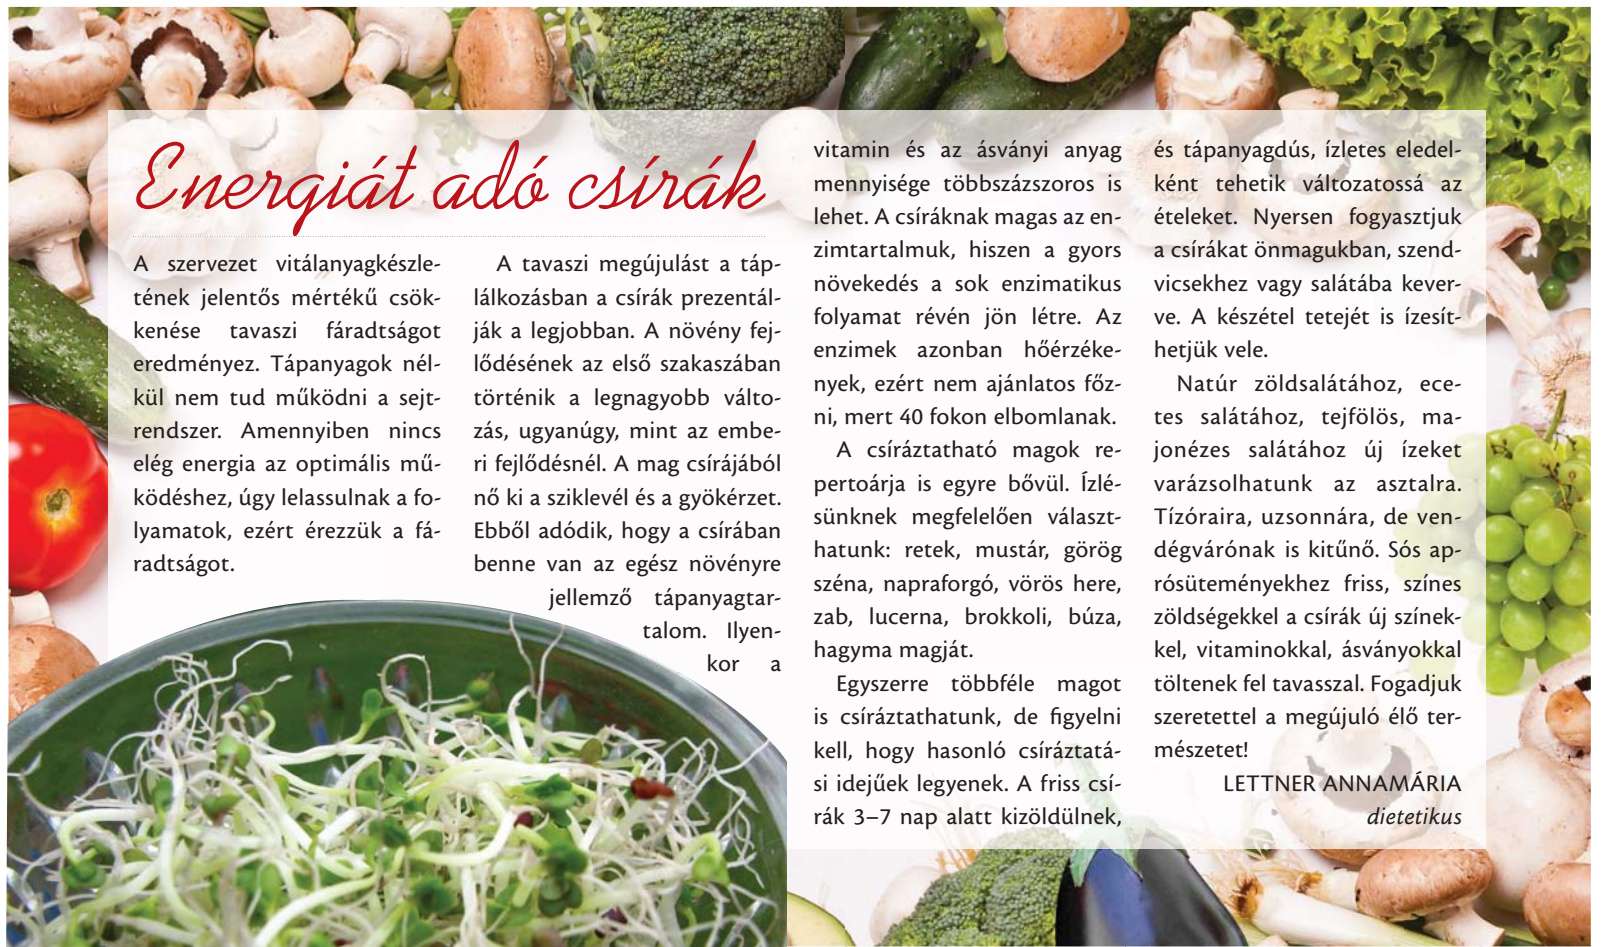 Energiát adó csírák
A szervezet vitálanyagkészle-
tének jelentős mértékű csök-
kenése tavaszi fáradtságot
eredményez. Tápanyagok nél-
kül nem tud működni a sejt-
rendszer. Amennyiben nincs
elég energia az optimális mű-
ködéshez, úgy lelassulnak a fo-
lyamatok, ezért érezzük a fá-
radtságot.
A tavaszi megújulást a táp-
lálkozásban a csírák prezentál-
ják a legjobban. A növény fej-
lődésének az első szakaszában
történik a legnagyobb válto-
zás, ugyanúgy, mint az embe-
ri fejlődésnél. A mag csírájából
nő ki a sziklevél és a gyökérzet.
Ebből adódik, hogy a csírában
benne van az egész növényre
jellemző tápanyagtar-
talom. Ilyen-
kor a
vitamin és az ásványi anyag
mennyisége többszázszoros is
lehet. A csíráknak magas az en-
zimtartalmuk, hiszen a gyors
növekedés a sok enzimatikus
folyamat révén jön létre. Az
enzimek azonban hőérzéke-
nyek, ezért nem ajánlatos főz-
ni, mert 40 fokon elbomlanak.
A csíráztatható magok re-
pertoárja is egyre bővül. Ízlé-
sünknek megfelelően választ-
hatunk: retek, mustár, görög
széna, napraforgó, vörös here,
zab, lucerna, brokkoli, búza,
hagyma magját.
Egyszerre többféle magot
is csíráztathatunk, de figyelni
kell, hogy hasonló csíráztatá-
si idejűek legyenek. A friss csí-
rák 3–7 nap alatt kizöldülnek,
és tápanyagdús, ízletes eledel-
ként tehetik változatossá az
ételeket. Nyersen fogyasztjuk
a csírákat önmagukban, szend-
vicsekhez vagy salátába kever-
ve. A készétel tetejét is ízesít-
hetjük vele.
Natúr zöldsalátához, ece-
tes salátához, tejfölös, ma-
jonézes salátához új ízeket
varázsolhatunk az asztalra.
Tízóraira, uzsonnára, de ven-
dégvárónak is kitűnő. Sós ap-
rósüteményekhez friss, színes
zöldségekkel a csírák új színek-
kel, vitaminokkal, ásványokkal
töltenek fel tavasszal. Fogadjuk
szeretettel a megújuló élő ter-
mészetet!
LETTNER ANNAMÁRIA
dietetikus